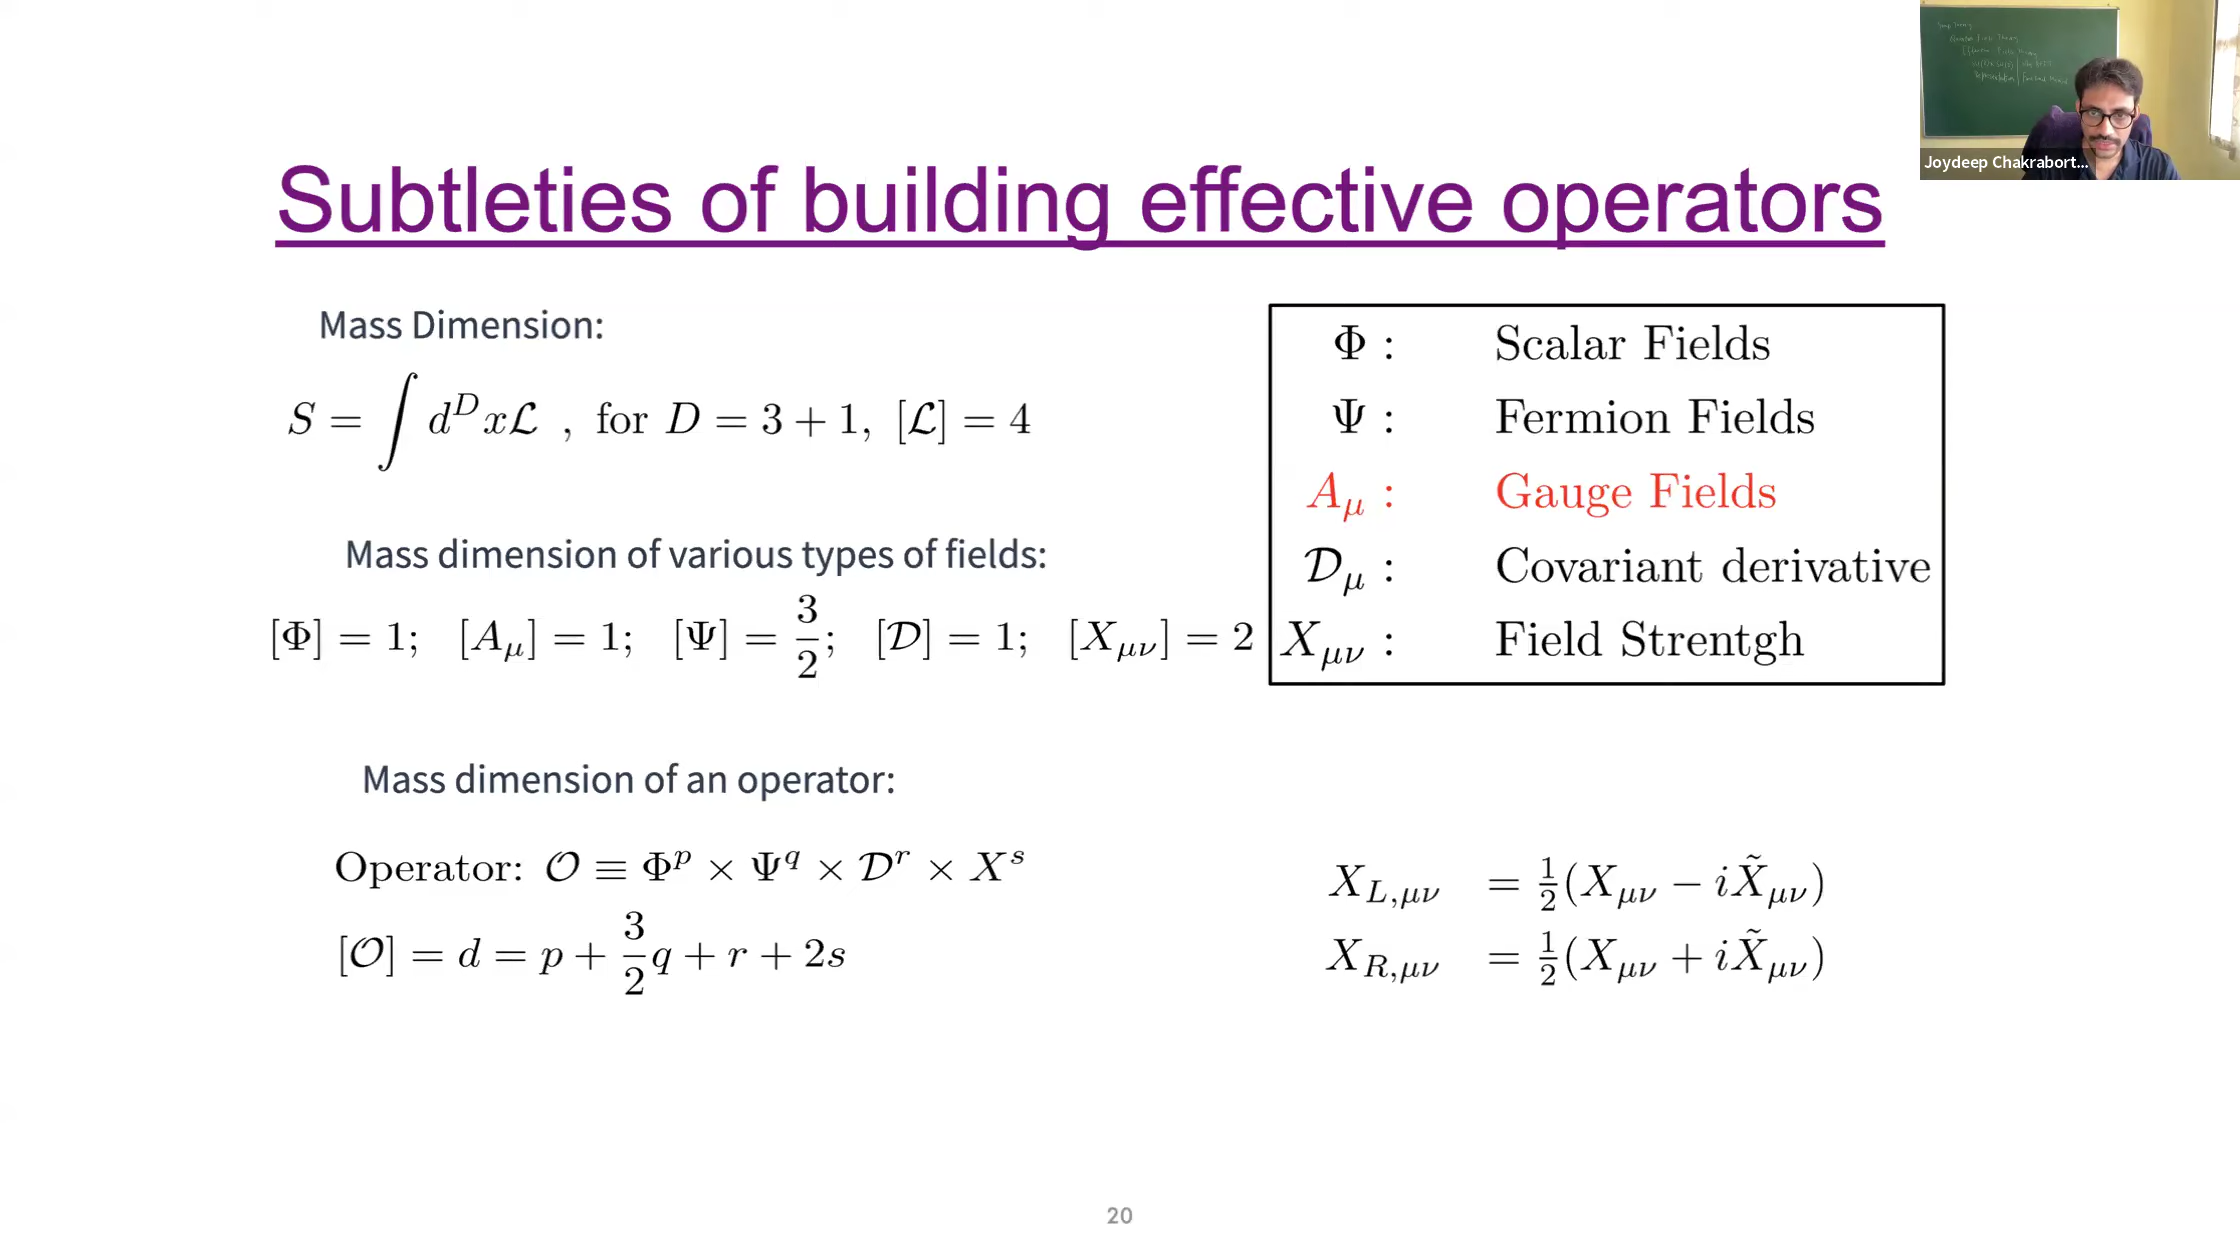 Joydeep Chakrabort...
Subtleties of building effective operators
Mass Dimension:
S = ∫ d^D x ℒ , for D = 3 + 1, [ℒ] = 4
Mass dimension of various types of fields:
[Φ] = 1; [A_μ] = 1; [Ψ] = 3/2; [𝒟] = 1; [X_μν] = 2
Φ : Scalar Fields
Ψ : Fermion Fields
A_μ : Gauge Fields
𝒟_μ : Covariant derivative
X_μν : Field Strentgh
Mass dimension of an operator:
Operator: 𝒪 ≡ Φ^p × Ψ^q × 𝒟^r × X^s
[𝒪] = d = p + 3/2 q + r + 2s
X_L,μν = 1/2 (X_μν − iX̃_μν)
X_R,μν = 1/2 (X_μν + iX̃_μν)
20